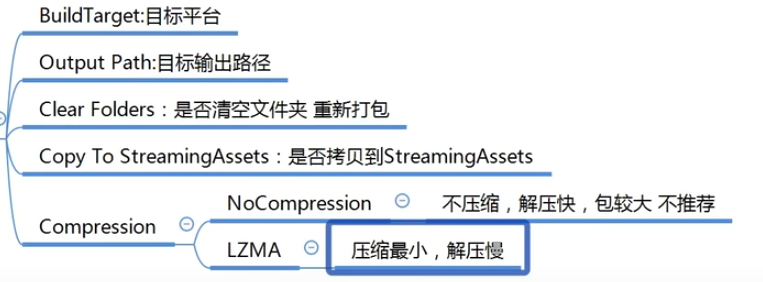 BuildTarget:目标平台
Output Path:目标输出路径
Clear Folders：是否清空文件夹 重新打包
Copy To StreamingAssets：是否拷贝到StreamingAssets
Compression
NoCompression
不压缩，解压快，包较大 不推荐
LZMA
压缩最小，解压慢